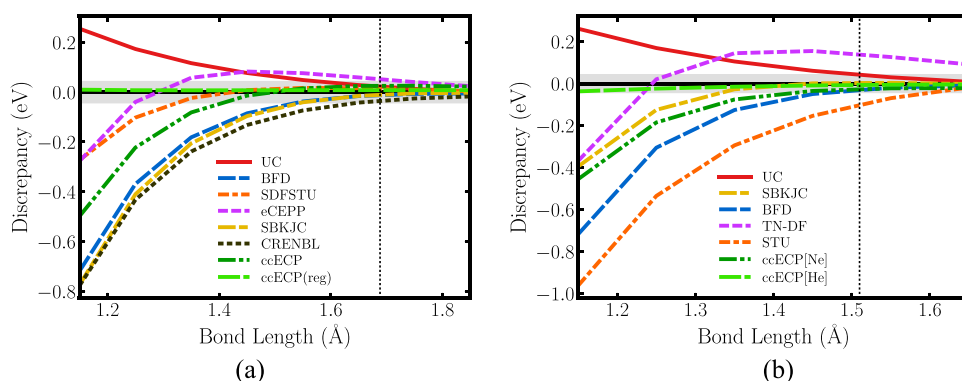 Discrepancy (eV)
0.2
0.0
−0.2
−0.4
−0.6
−0.8
UC
BFD
SDFSTU
eCEPP
SBKJC
CRENBL
ccECP
ccECP(reg)
1.2 1.4 1.6 1.8
Bond Length (Å)
(a)
Discrepancy (eV)
0.2
0.0
−0.2
−0.4
−0.6
−0.8
−1.0
UC
SBKJC
BFD
TN-DF
STU
ccECP[Ne]
ccECP[He]
1.2 1.3 1.4 1.5 1.6
Bond Length (Å)
(b)